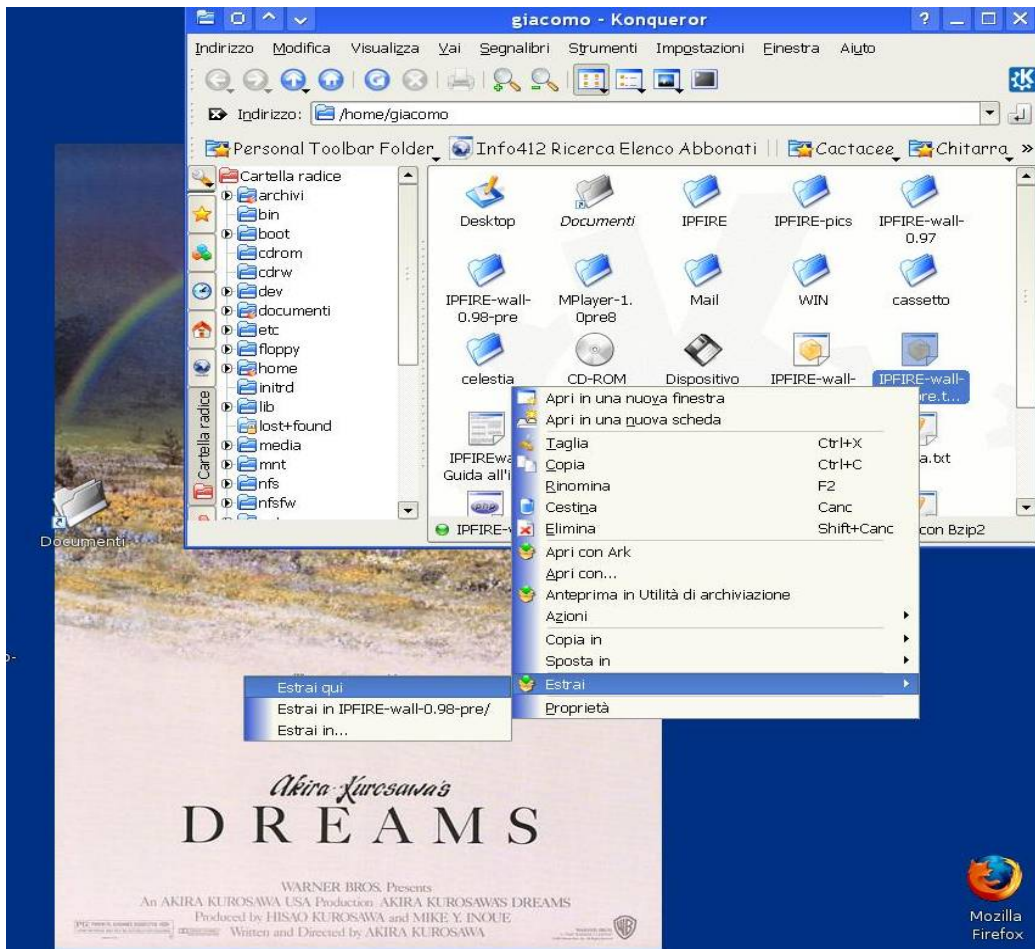 giacomo - Konqueror
Indirizzo Modifica Visualizza Vai Segnalibri Strumenti Impostazioni Finestra Aiuto
Indirizzo: /home/giacomo
Personal Toolbar Folder Info412 Ricerca Elenco Abbonati Cactacee Chitarra »
Cartella radice
Cartella radice
archivi
bin
boot
cdrom
cdrw
dev
documenti
etc
floppy
home
initrd
lib
lost+found
media
mnt
nfs
nfsfw
Desktop
Documenti
IPFIRE
IPFIRE-pics
IPFIRE-wall-
0.97
IPFIRE-wall-
0.98-pre
MPlayer-1.
0pre8
Mail
WIN
cassetto
celestia
CD-ROM
Dispositivo
IPFIRE-wall-
IPFIRE-wall-
pre.t...
IPFIREwa
Guida all'i
php
a.txt
IPFIRE-
con Bzip2
Apri in una nuova finestra
Apri in una nuova scheda
Taglia Ctrl+X
Copia Ctrl+C
Rinomina F2
Cestina Canc
Elimina Shift+Canc
Apri con Ark
Apri con...
Anteprima in Utilità di archiviazione
Azioni
Copia in
Sposta in
Estrai
Proprietà
Estrai qui
Estrai in IPFIRE-wall-0.98-pre/
Estrai in...
Documenti
Akira Kurosawa's
DREAMS
WARNER BROS. Presents
An AKIRA KUROSAWA USA Production AKIRA KUROSAWA'S DREAMS
Produced by HISAO KUROSAWA and MIKE Y. INOUE
Written and Directed by AKIRA KUROSAWA
Mozilla
Firefox